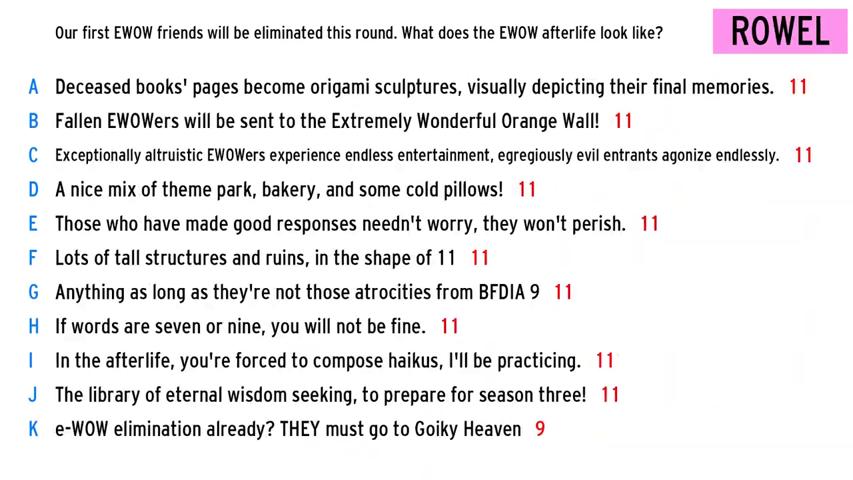 Our first EWOW friends will be eliminated this round. What does the EWOW afterlife look like?
ROWEL
A Deceased books' pages become origami sculptures, visually depicting their final memories. 11
B Fallen EWOWers will be sent to the Extremely Wonderful Orange Wall! 11
C Exceptionally altruistic EWOWers experience endless entertainment, egregiously evil entrants agonize endlessly. 11
D A nice mix of theme park, bakery, and some cold pillows! 11
E Those who have made good responses needn't worry, they won't perish. 11
F Lots of tall structures and ruins, in the shape of 11 11
G Anything as long as they're not those atrocities from BFDIA 9 11
H If words are seven or nine, you will not be fine. 11
I In the afterlife, you're forced to compose haikus, I'll be practicing. 11
J The library of eternal wisdom seeking, to prepare for season three! 11
K e-WOW elimination already? THEY must go to Goiky Heaven 9